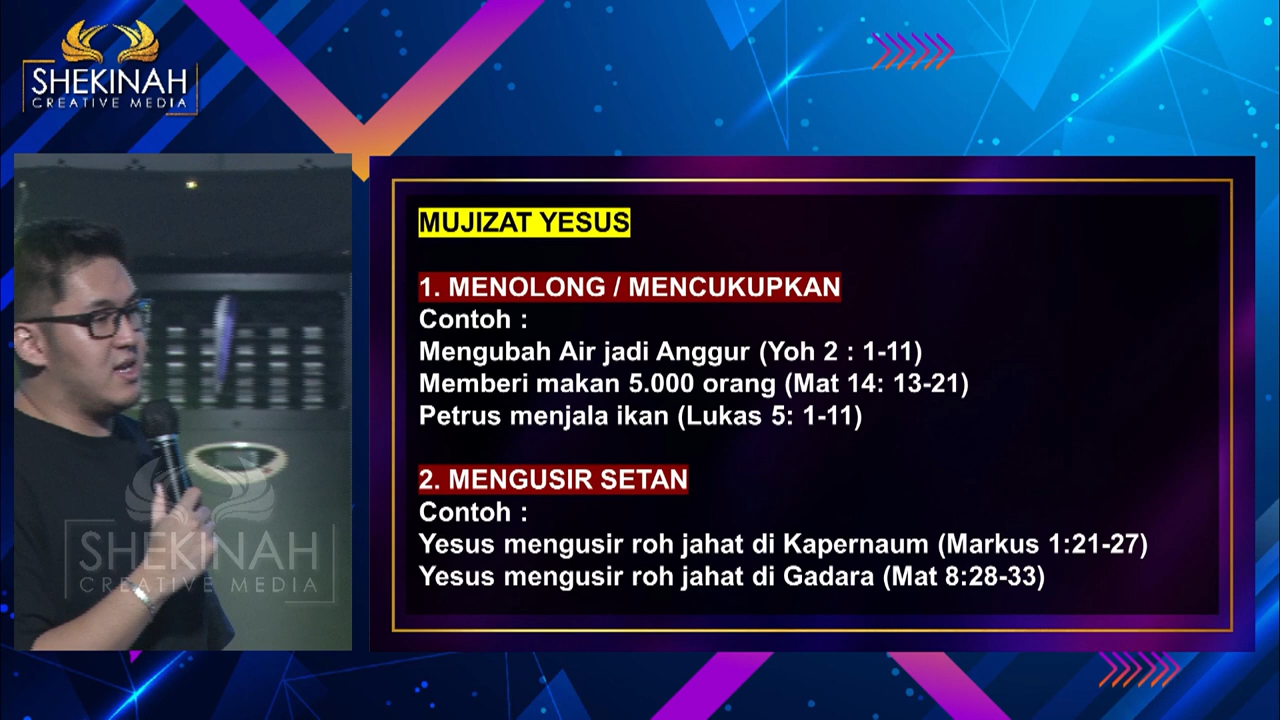 SHEKINAH
CREATIVE MEDIA
MUJIZAT YESUS
1. MENOLONG / MENCUKUPKAN
Contoh :
Mengubah Air jadi Anggur (Yoh 2 : 1-11)
Memberi makan 5.000 orang (Mat 14: 13-21)
Petrus menjala ikan (Lukas 5: 1-11)
2. MENGUSIR SETAN
Contoh :
Yesus mengusir roh jahat di Kapernaum (Markus 1:21-27)
Yesus mengusir roh jahat di Gadara (Mat 8:28-33)
SHEKINAH
CREATIVE MEDIA